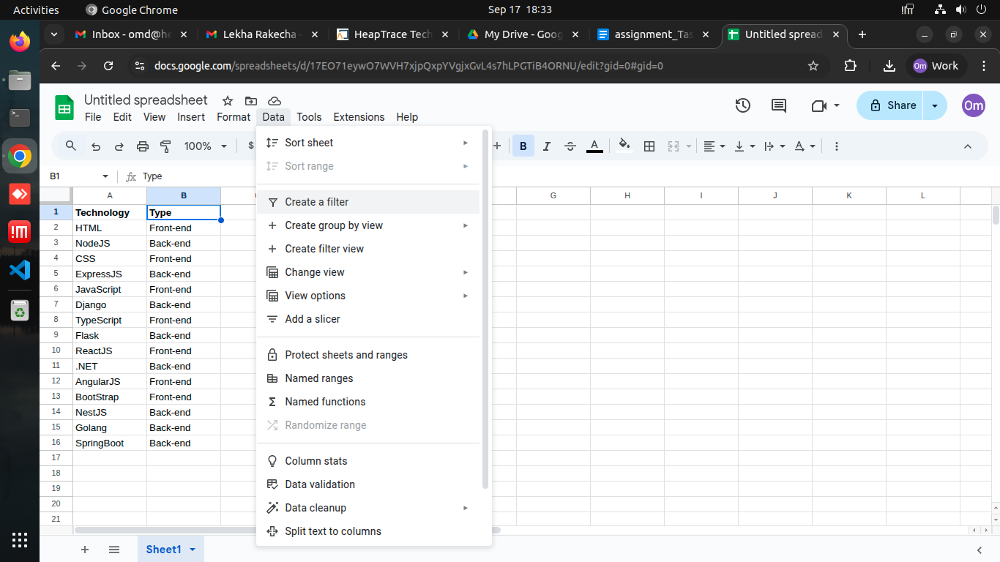 Activities Google Chrome Sep 17 18:33
Inbox - omd@he Lekha Rakecha - HeapTrace Tech My Drive - Goog assignment_Tas Untitled spread
docs.google.com/spreadsheets/d/17EO71eywO7WVH7xjpQxpYVgjxGvL4s7hLPGTiB4ORNU/edit?gid=0#gid=0 Om Work
Untitled spreadsheet
File Edit View Insert Format Data Tools Extensions Help
Share Om
100% $ B I A
B1 Type
A B G H I J K L
1 Technology Type
2 HTML Front-end
3 NodeJS Back-end
4 CSS Front-end
5 ExpressJS Back-end
6 JavaScript Front-end
7 Django Back-end
8 TypeScript Front-end
9 Flask Back-end
10 ReactJS Front-end
11 .NET Back-end
12 AngularJS Front-end
13 BootStrap Front-end
14 NestJS Back-end
15 Golang Back-end
16 SpringBoot Back-end
17
18
19
20
21
Sort sheet
Sort range
Create a filter
Create group by view
Create filter view
Change view
View options
Add a slicer
Protect sheets and ranges
Named ranges
Named functions
Randomize range
Column stats
Data validation
Data cleanup
Split text to columns
Sheet1